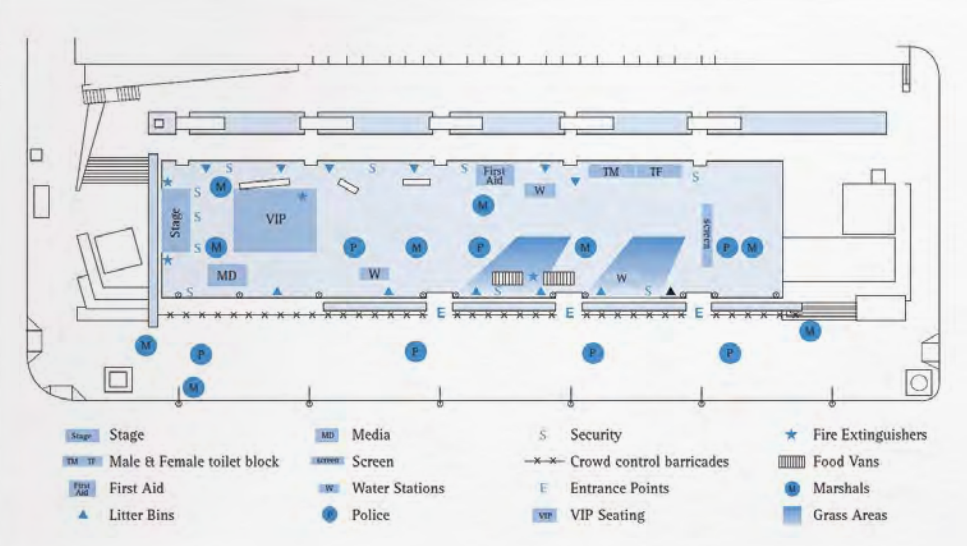 S S S S
First
Aid
TM TF
S
M
S
W
M
Stage
VIP
S
screen
S
M
P
M
P
M
P
M
MD
W
W
S
S
S
E
E
E
M
M
P
P
P
P
M
Stage Stage
MD Media
S Security
Fire Extinguishers
TM TF Male & Female toilet block
screen Screen
Crowd control barricades
Food Vans
First
Aid First Aid
W Water Stations
E Entrance Points
M Marshals
Litter Bins
P Police
VIP VIP Seating
Grass Areas